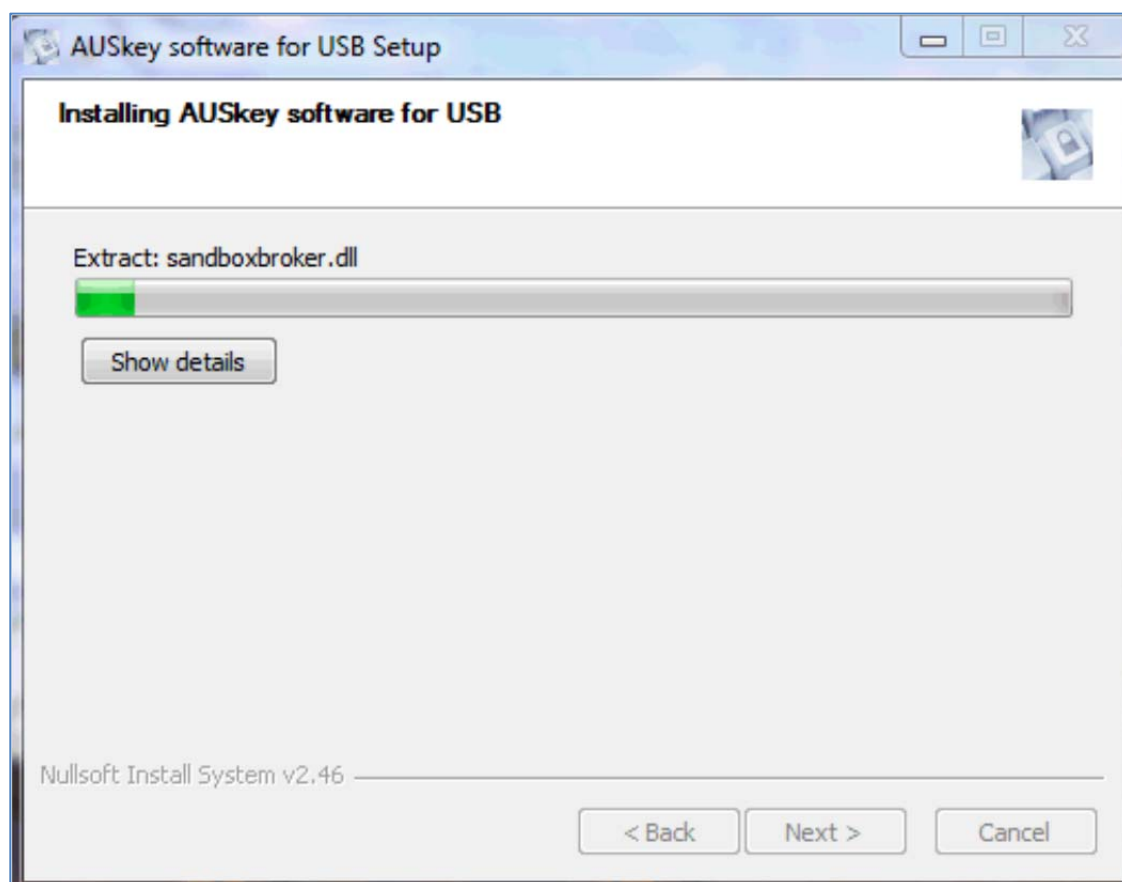 AUSkey software for USB Setup
Installing AUSkey software for USB
Extract: sandboxbroker.dll
Show details
Nullsoft Install System v2.46
< Back Next > Cancel